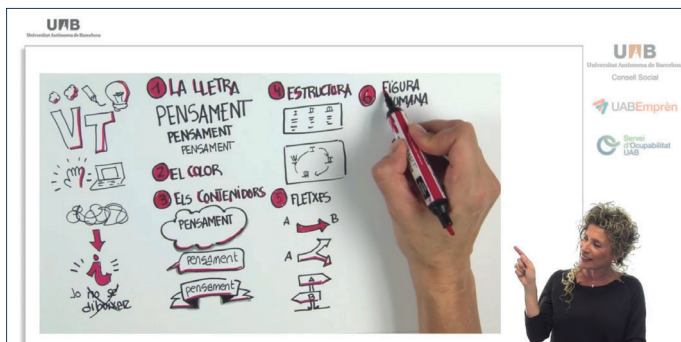 UAB
Universitat Autònoma de Barcelona
UAB
Universitat Autònoma de Barcelona
Consell Social
UABEmprèn
Servei
d'Ocupabilitat
UAB
VT
i
Jo no sé
dibuixar
1 LA LLETRA
PENSAMENT
PENSAMENT
PENSAMENT
2 EL COLOR
3 ELS CONTENIDORS
PENSAMENT
pensament
pensament
4 ESTRUCTURA
5 FLETXES
A B
A
A
B
6 FIGURA
HUMANA